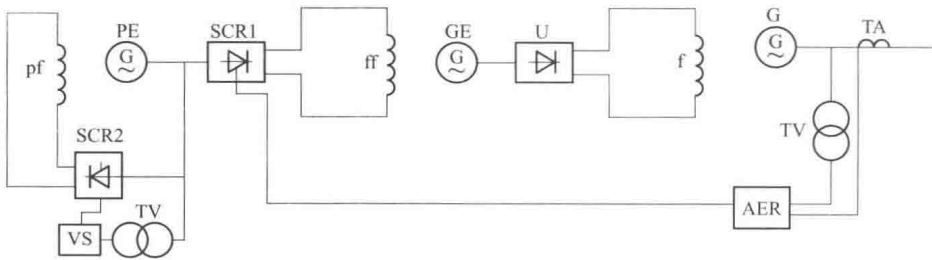 PE
SCR1
GE
U
G
TA
G
~
G
~
G
~
pf
ff
f
SCR2
TV
VS
TV
AER